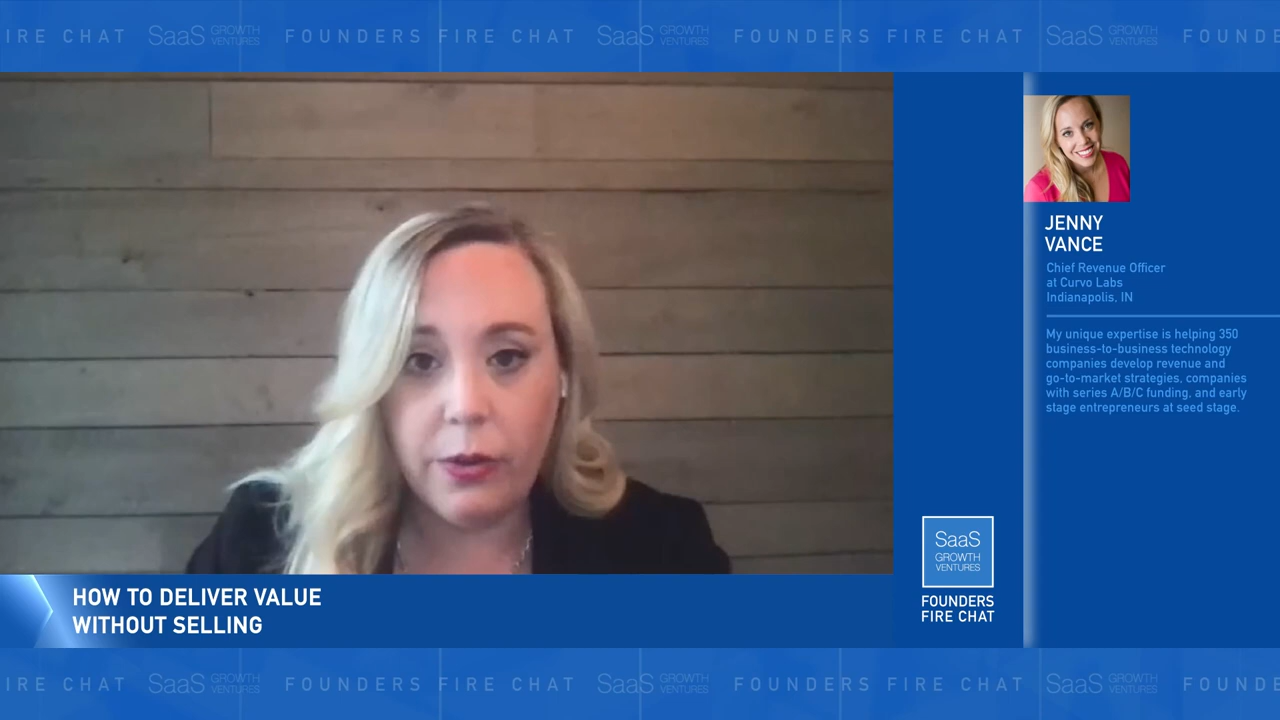 IRE CHAT SaaS GROWTH VENTURES FOUNDERS FIRE CHAT SaaS GROWTH VENTURES FOUNDERS FIRE CHAT SaaS GROWTH VENTURES FOUNDE
JENNY
VANCE
Chief Revenue Officer
at Curvo Labs
Indianapolis, IN
My unique expertise is helping 350
business-to-business technology
companies develop revenue and
go-to-market strategies, companies
with series A/B/C funding, and early
stage entrepreneurs at seed stage.
SaaS
GROWTH
VENTURES
FOUNDERS
FIRE CHAT
HOW TO DELIVER VALUE
WITHOUT SELLING
IRE CHAT SaaS GROWTH VENTURES FOUNDERS FIRE CHAT SaaS GROWTH VENTURES FOUNDERS FIRE CHAT SaaS GROWTH VENTURES FOUND